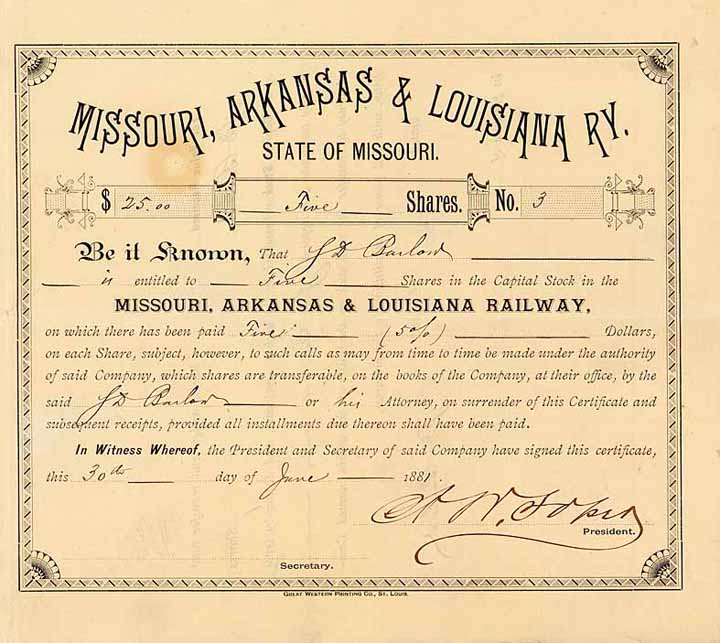 MISSOURI, ARKANSAS & LOUISIANA RY.
STATE OF MISSOURI.
$ 25.00 Five Shares. No. 3
Be it Known, That S D Barlow
is entitled to Five Shares in the Capital Stock in the
MISSOURI, ARKANSAS & LOUISIANA RAILWAY,
on which there has been paid Five (5%) Dollars,
on each Share, subject, however, to such calls as may from time to time be made under the authority
of said Company, which shares are transferable, on the books of the Company, at their office, by the
said S D Barlow or his Attorney, on surrender of this Certificate and
subsequent receipts, provided all installments due thereon shall have been paid.
In Witness Whereof, the President and Secretary of said Company have signed this certificate,
this 30th day of June 1881.
President.
Secretary.
GREAT WESTERN PRINTING CO., ST. LOUIS.